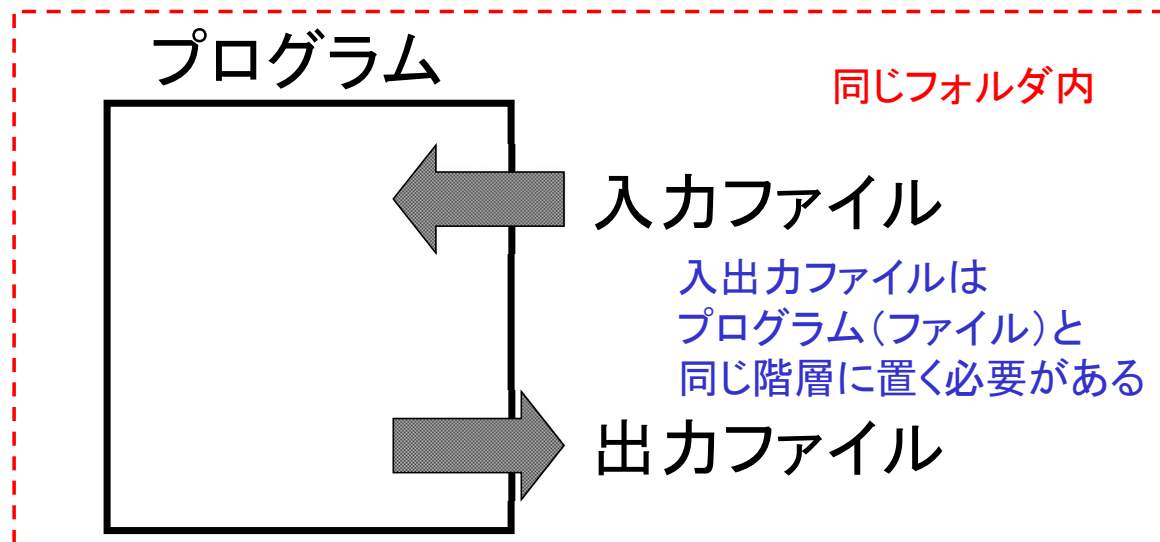 プログラム
同じフォルダ内
入力ファイル
入出力ファイルは
プログラム(ファイル)と
同じ階層に置く必要がある
出力ファイル